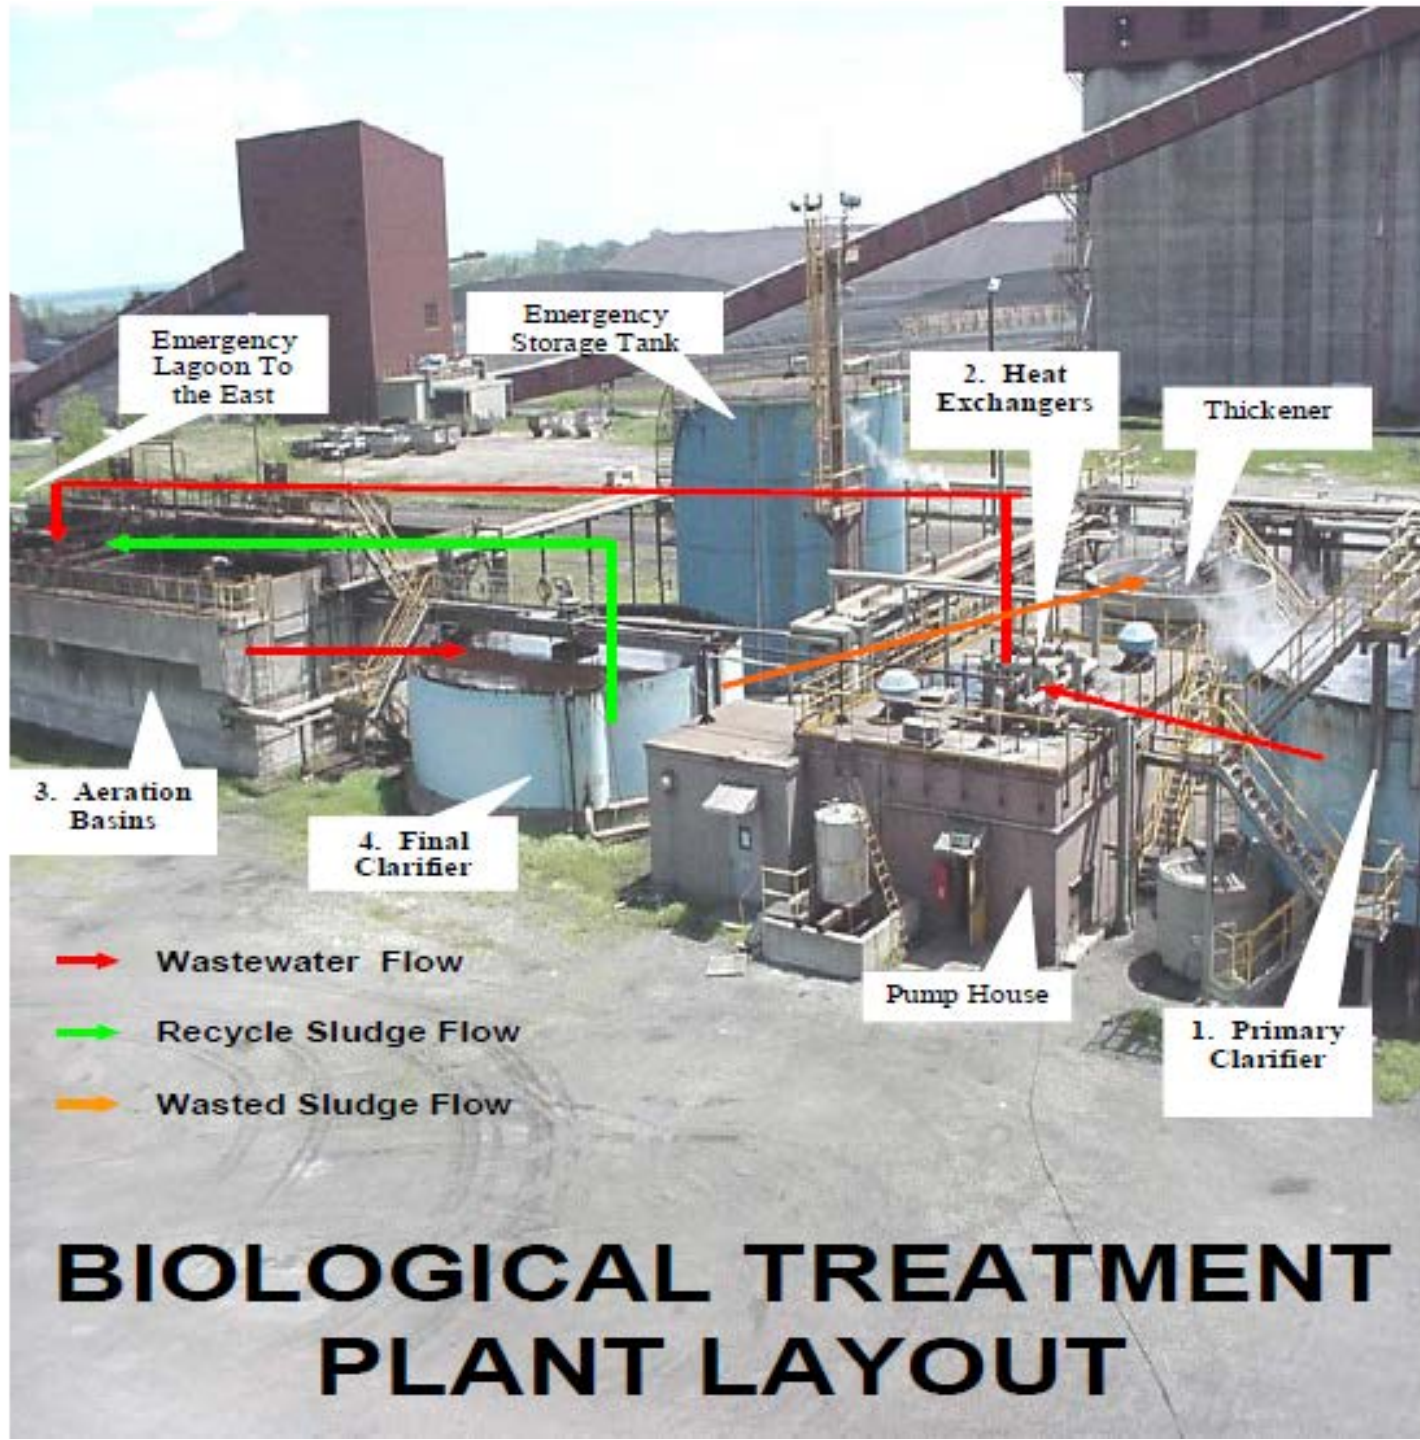 Emergency
Lagoon To
the East
Emergency
Storage Tank
2. Heat
Exchangers
Thickener
3. Aeration
Basins
4. Final
Clarifier
Pump House
1. Primary
Clarifier
Wastewater Flow
Recycle Sludge Flow
Wasted Sludge Flow
BIOLOGICAL TREATMENT
PLANT LAYOUT